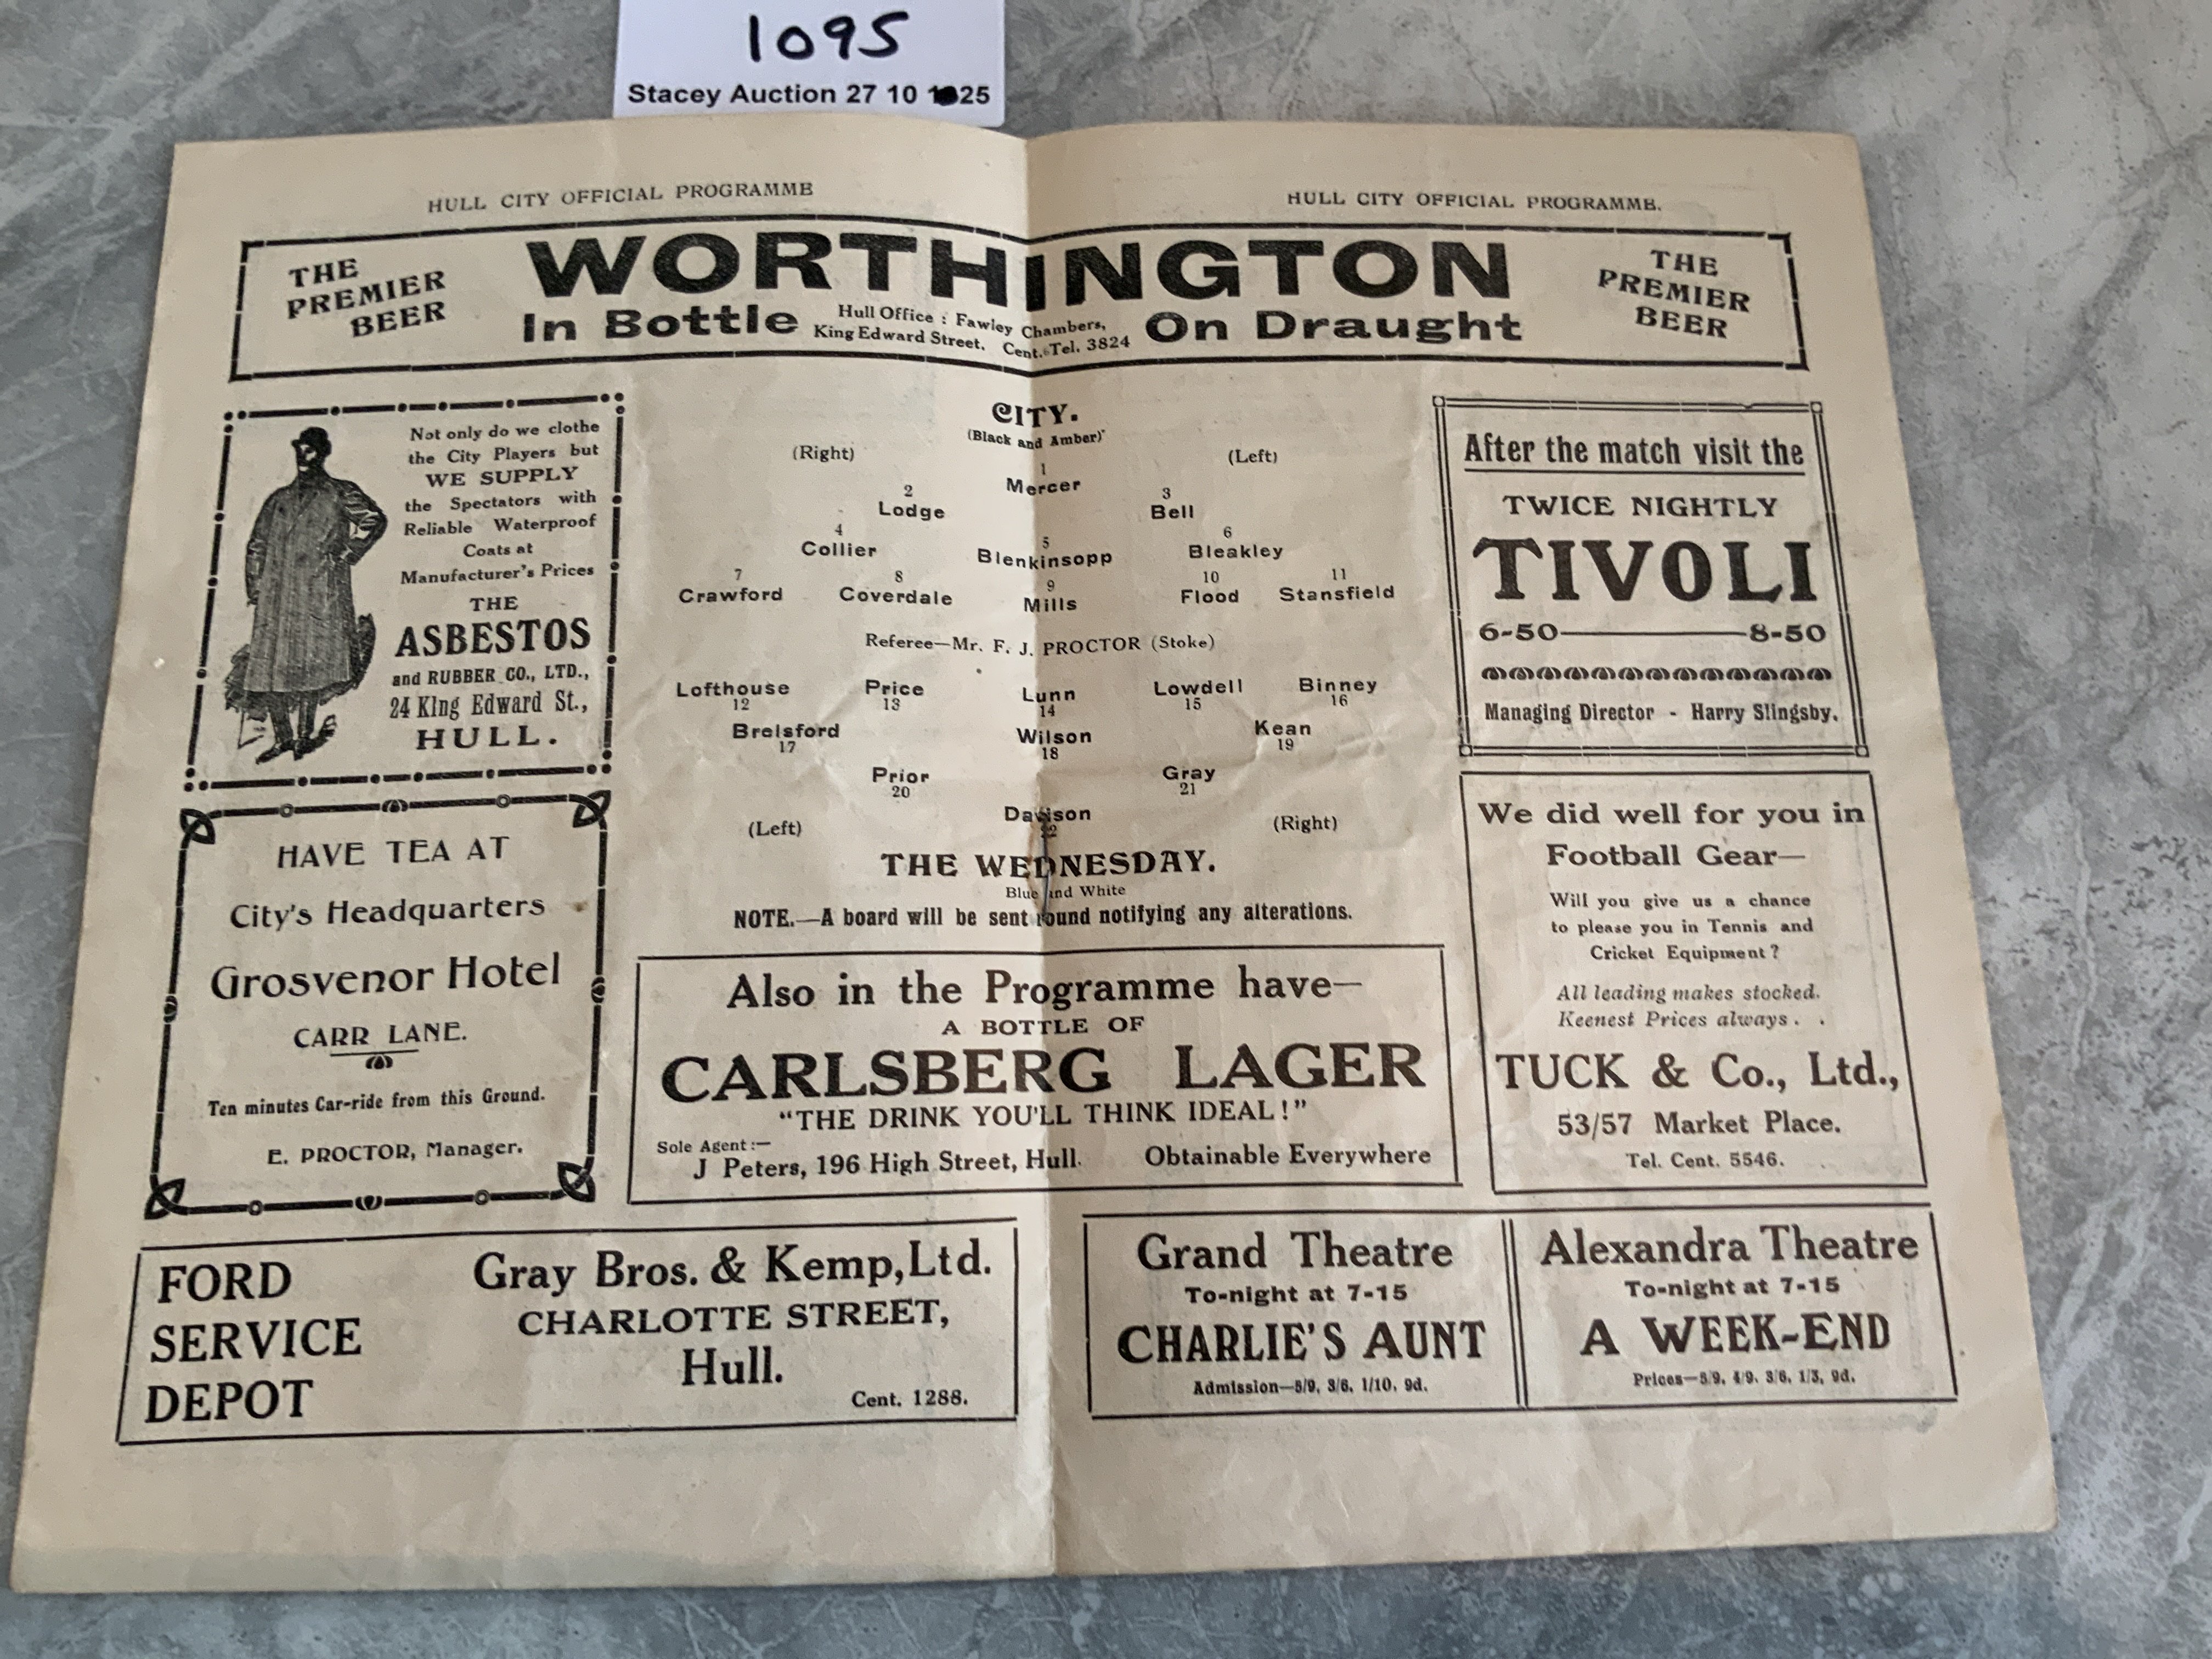 1095
Stacey Auction 27 10 25
HULL CITY OFFICIAL PROGRAMME
HULL CITY OFFICIAL PROGRAMME.
THE
PREMIER
BEER
WORTHINGTON
In Bottle
Hull Office : Fawley Chambers,
King Edward Street. Cent. Tel. 3824
On Draught
THE
PREMIER
BEER
Not only do we clothe
the City Players but
WE SUPPLY
the Spectators with
Reliable Waterproof
Coats at
Manufacturer's Prices
THE
ASBESTOS
and RUBBER CO., LTD.,
24 King Edward St.,
HULL.
CITY.
(Black and Amber)
(Right) (Left)
1
Mercer
2 3
Lodge Bell
4 5 6
Collier Blenkinsopp Bleakley
7 8 9 10 11
Crawford Coverdale Mills Flood Stansfield
Referee—Mr. F. J. PROCTOR (Stoke)
Lofthouse Price Lunn Lowdell Binney
12 13 14 15 16
Brelsford Wilson Kean
17 18 19
Prior Gray
20 21
Davison
22
(Left) (Right)
THE WEDNESDAY.
Blue and White
NOTE.—A board will be sent round notifying any alterations.
After the match visit the
TWICE NIGHTLY
TIVOLI
6-50 8-50
Managing Director - Harry Slingsby.
HAVE TEA AT
City's Headquarters
Grosvenor Hotel
CARR LANE.
Ten minutes Car-ride from this Ground.
E. PROCTOR, Manager.
Also in the Programme have—
A BOTTLE OF
CARLSBERG LAGER
"THE DRINK YOU'LL THINK IDEAL!"
Sole Agent :—
J Peters, 196 High Street, Hull. Obtainable Everywhere
We did well for you in
Football Gear—
Will you give us a chance
to please you in Tennis and
Cricket Equipment ?
All leading makes stocked.
Keenest Prices always . .
TUCK & Co., Ltd.,
53/57 Market Place.
Tel. Cent. 5546.
FORD
SERVICE
DEPOT
Gray Bros. & Kemp, Ltd.
CHARLOTTE STREET,
Hull.
Cent. 1288.
Grand Theatre
To-night at 7-15
CHARLIE'S AUNT
Admission—5/9, 3/6, 1/10, 9d.
Alexandra Theatre
To-night at 7-15
A WEEK-END
Prices—5/9, 4/9. 3/6, 1/3, 9d.